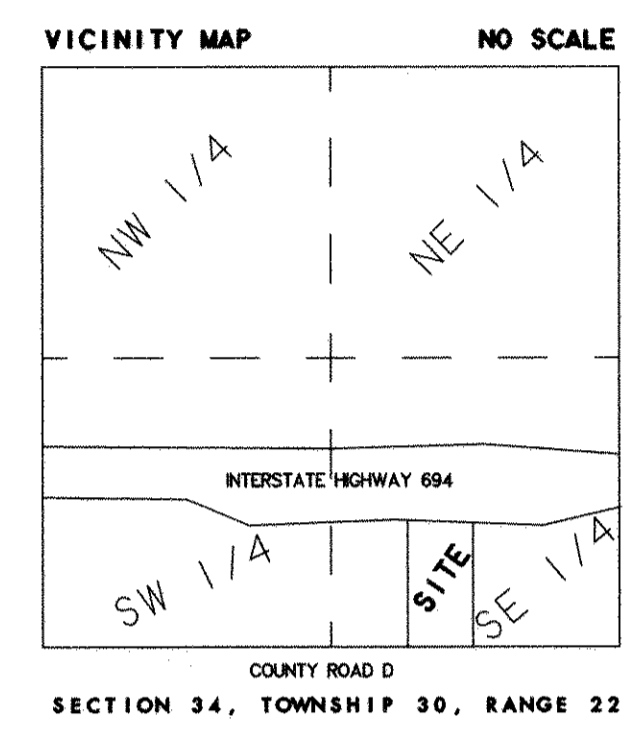 VICINITY MAP NO SCALE
NW 1/4
NE 1/4
INTERSTATE HIGHWAY 694
SW 1/4
SITE
SE 1/4
COUNTY ROAD D
SECTION 34, TOWNSHIP 30, RANGE 22